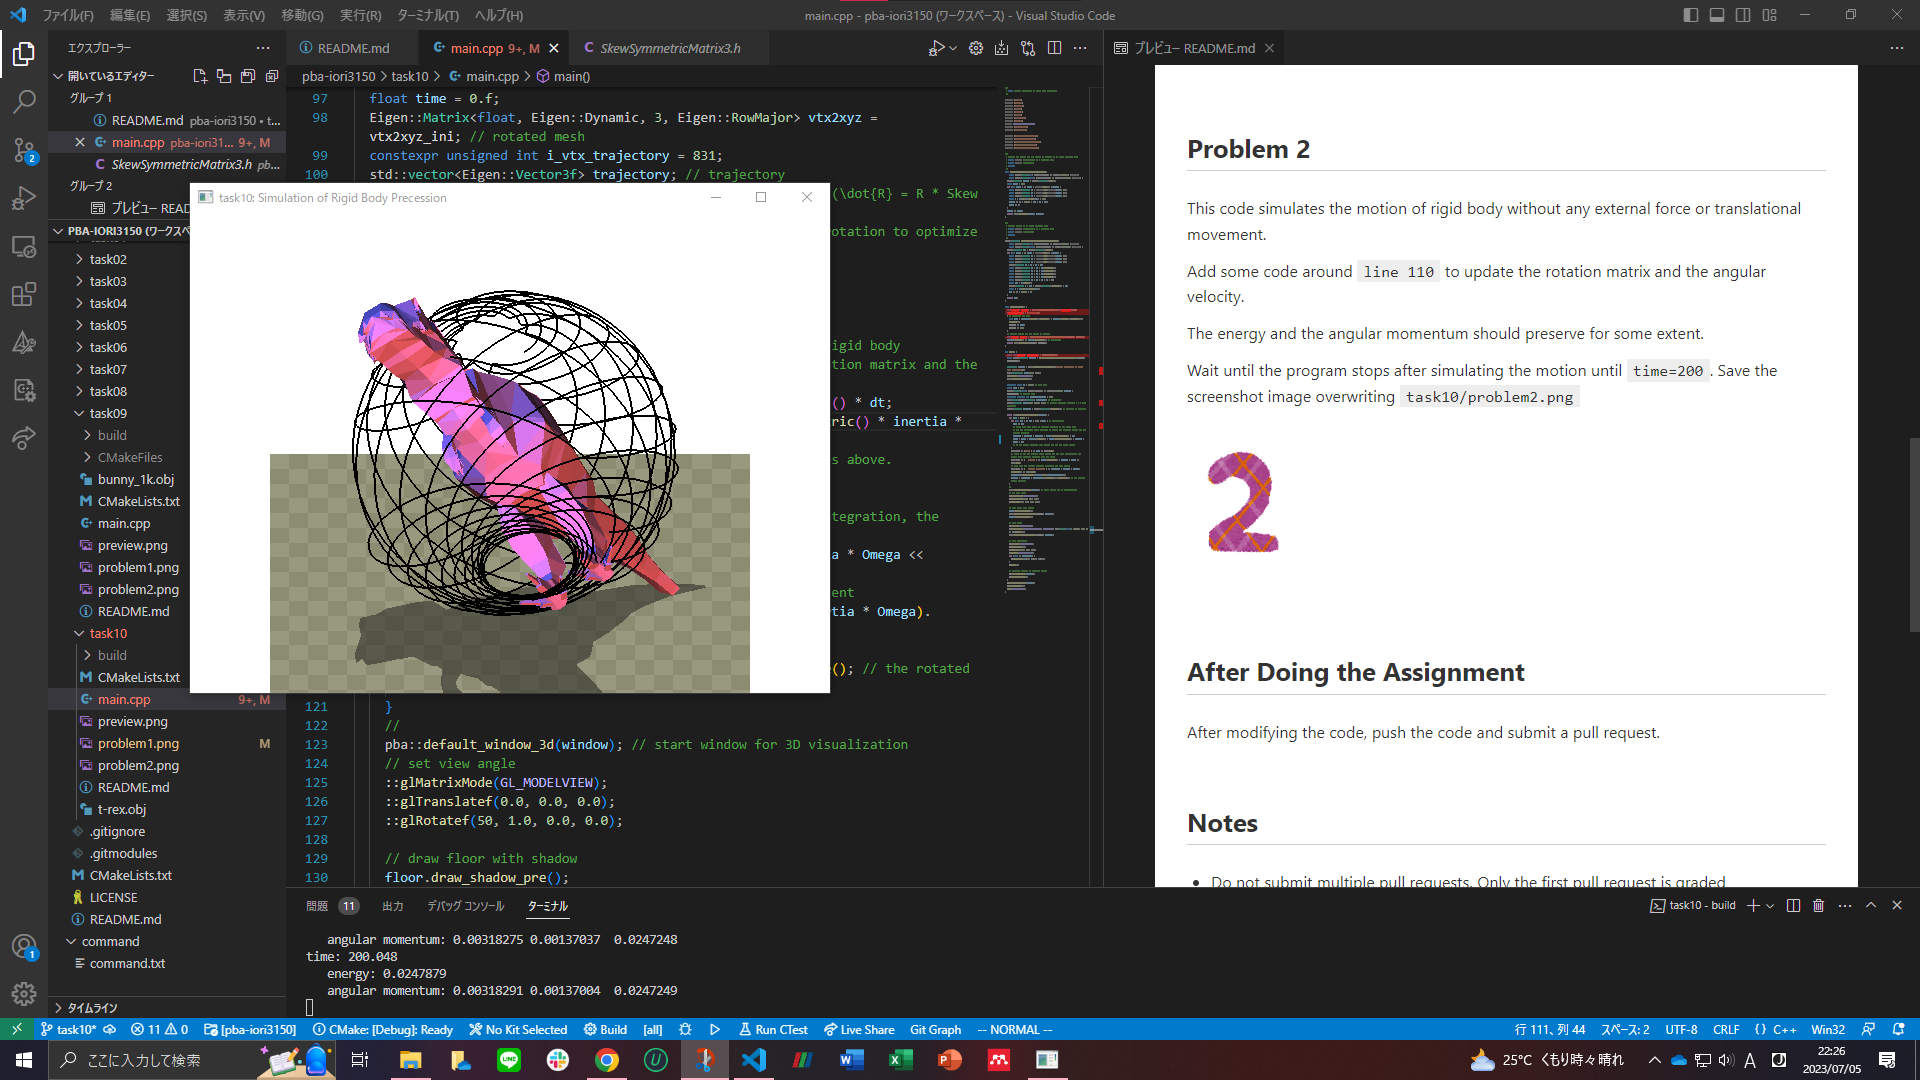 ファイル(F) 編集(E) 選択(S) 表示(V) 移動(G) 実行(R) ターミナル(T) ヘルプ(H)
main.cpp - pba-iori3150 (ワークスペース) - Visual Studio Code
エクスプローラー
開いているエディター
グループ 1
README.md pba-iori3150 • t...
main.cpp pba-iori31... 9+, M
SkewSymmetricMatrix3.h pb...
グループ 2
プレビュー READ
PBA-IORI3150 (ワークスペ
task02
task03
task04
task05
task06
task07
task08
task09
build
CMakeFiles
bunny_1k.obj
CMakeLists.txt
main.cpp
preview.png
problem1.png
problem2.png
README.md
task10
build
CMakeLists.txt
main.cpp 9+, M
preview.png
problem1.png M
problem2.png
README.md
t-rex.obj
.gitignore
.gitmodules
CMakeLists.txt
LICENSE
README.md
command
command.txt
タイムライン
README.md
main.cpp 9+, M
SkewSymmetricMatrix3.h
pba-iori3150 > task10 > main.cpp > main()
97 float time = 0.f;
98 Eigen::Matrix<float, Eigen::Dynamic, 3, Eigen::RowMajor> vtx2xyz =
vtx2xyz_ini; // rotated mesh
99 constexpr unsigned int i_vtx_trajectory = 831;
100 std::vector<Eigen::Vector3f> trajectory; // trajectory
(\dot{R} = R * Skew
otation to optimize
igid body
tion matrix and the
() * dt;
ric() * inertia *
s above.
tegration, the
a * Omega <<
ent
tia * Omega).
(); // the rotated
121 }
122 //
123 pba::default_window_3d(window); // start window for 3D visualization
124 // set view angle
125 ::glMatrixMode(GL_MODELVIEW);
126 ::glTranslatef(0.0, 0.0, 0.0);
127 ::glRotatef(50, 1.0, 0.0, 0.0);
128
129 // draw floor with shadow
130 floor.draw_shadow_pre();
task10: Simulation of Rigid Body Precession
プレビュー README.md
Problem 2
This code simulates the motion of rigid body without any external force or translational
movement.
Add some code around line 110 to update the rotation matrix and the angular
velocity.
The energy and the angular momentum should preserve for some extent.
Wait until the program stops after simulating the motion until time=200 . Save the
screenshot image overwriting task10/problem2.png
2
After Doing the Assignment
After modifying the code, push the code and submit a pull request.
Notes
Do not submit multiple pull requests. Only the first pull request is graded
問題 11 出力 デバッグ コンソール ターミナル
task10 - build
angular momentum: 0.00318275 0.00137037 0.0247248
time: 200.048
energy: 0.0247879
angular momentum: 0.00318291 0.00137004 0.0247249
task10* 11 0 [pba-iori3150] CMake: [Debug]: Ready No Kit Selected Build [all] Run CTest Live Share Git Graph -- NORMAL --
行 111、列 44 スペース: 2 UTF-8 CRLF {} C++ Win32
ここに入力して検索
25°C くもり時々晴れ
A
22:26
2023/07/05